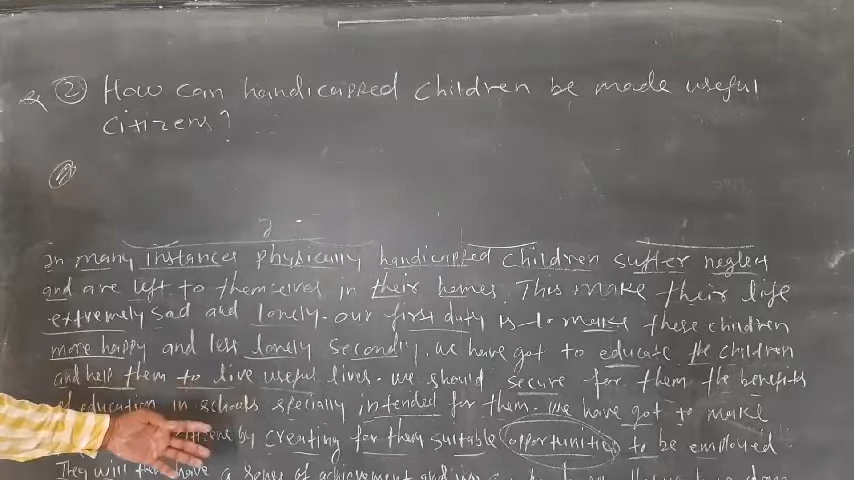 Q ② How can handicapped children be made useful
citizens?
In many instances physically handicapped children suffer neglect
and are left to themselves in their homes. This make their life
extremely sad and lonely. Our first duty is to make these children
more happy and less lonely secondly, we have got to educate the children
and help them to live useful lives. we should secure for them the benefits
of education in schools specially intended for them. We have got to make
citizens by creating for them suitable opportunities to be employed
They will then have a sense of achievement and